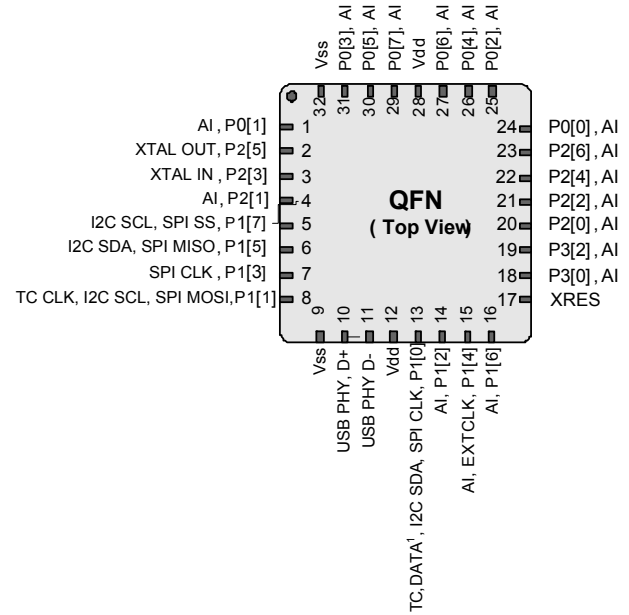 Vss
P0[3], AI
P0[5], AI
P0[7], AI
Vdd
P0[6], AI
P0[4], AI
P0[2], AI
32
31
30
29
28
27
26
25
AI , P0[1]
1
XTAL OUT, P2[5]
2
XTAL IN , P2[3]
3
AI, P2[1]
4
I2C SCL, SPI SS, P1[7]
5
I2C SDA, SPI MISO, P1[5]
6
SPI CLK , P1[3]
7
TC CLK, I2C SCL, SPI MOSI,P1[1]
8
QFN
( Top View)
24
P0[0] , AI
23
P2[6] , AI
22
P2[4] , AI
21
P2[2] , AI
20
P2[0] , AI
19
P3[2] , AI
18
P3[0] , AI
17
XRES
9
10
11
12
13
14
15
16
Vss
USB PHY, D+
USB PHY D-
Vdd
TC,DATA¹, I2C SDA, SPI CLK, P1[0]
AI, P1[2]
AI, EXTCLK, P1[4]
AI, P1[6]